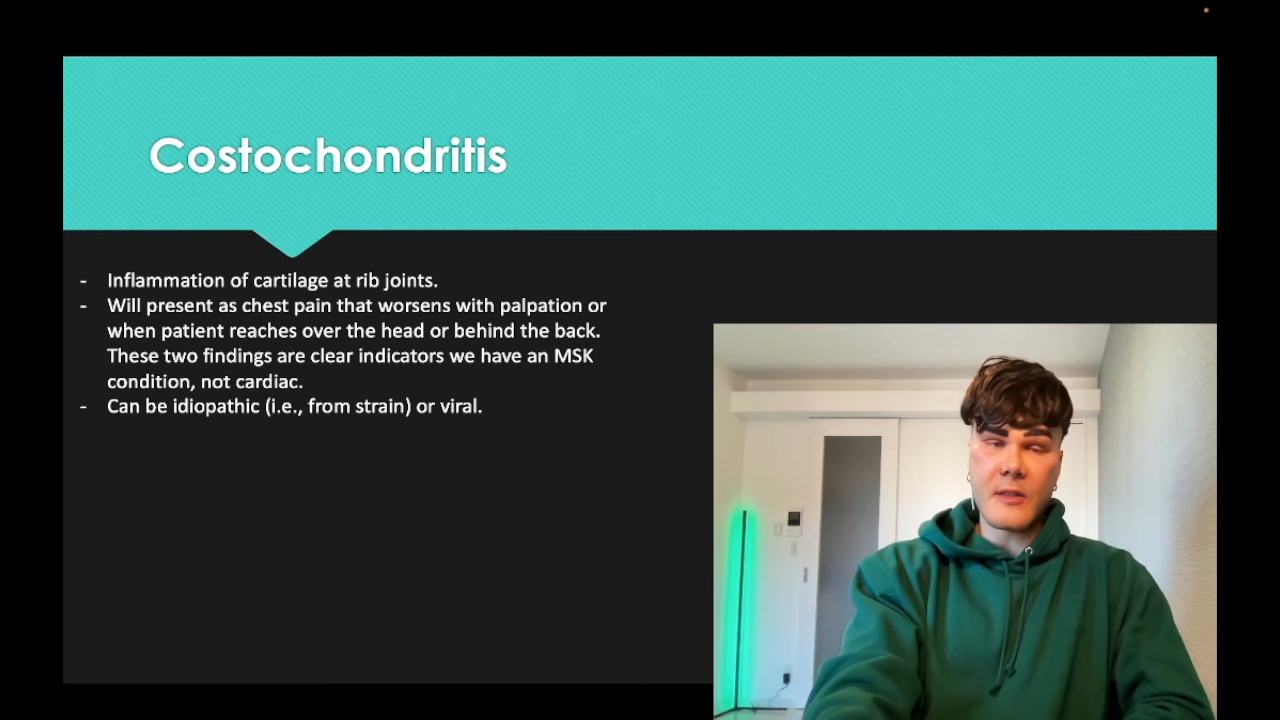 Costochondritis
- Inflammation of cartilage at rib joints.
- Will present as chest pain that worsens with palpation or
when patient reaches over the head or behind the back.
These two findings are clear indicators we have an MSK
condition, not cardiac.
- Can be idiopathic (i.e., from strain) or viral.